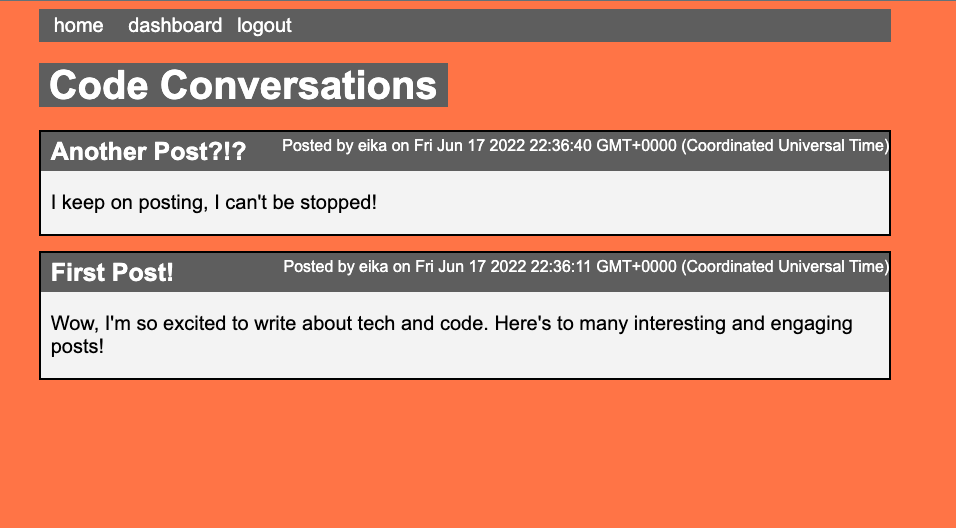 home dashboard logout
Code Conversations
Another Post?!? Posted by eika on Fri Jun 17 2022 22:36:40 GMT+0000 (Coordinated Universal Time)
I keep on posting, I can't be stopped!
First Post! Posted by eika on Fri Jun 17 2022 22:36:11 GMT+0000 (Coordinated Universal Time)
Wow, I'm so excited to write about tech and code. Here's to many interesting and engaging
posts!